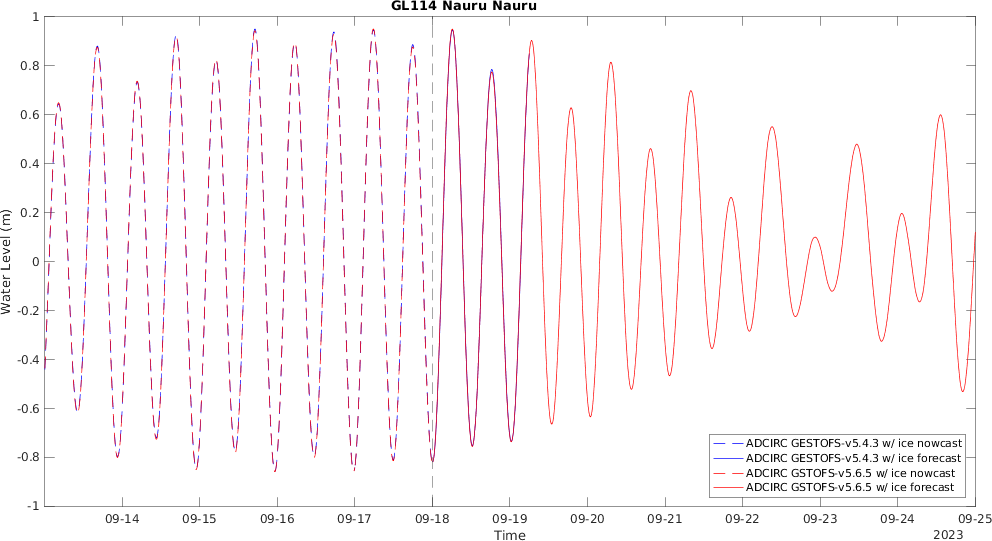 GL114 Nauru Nauru
1
0.8
0.6
0.4
0.2
0
-0.2
-0.4
-0.6
-0.8
-1
Water Level (m)
ADCIRC GESTOFS-v5.4.3 w/ ice nowcast
ADCIRC GESTOFS-v5.4.3 w/ ice forecast
ADCIRC GSTOFS-v5.6.5 w/ ice nowcast
ADCIRC GSTOFS-v5.6.5 w/ ice forecast
09-14 09-15 09-16 09-17 09-18 09-19 09-20 09-21 09-22 09-23 09-24 09-25
Time
2023